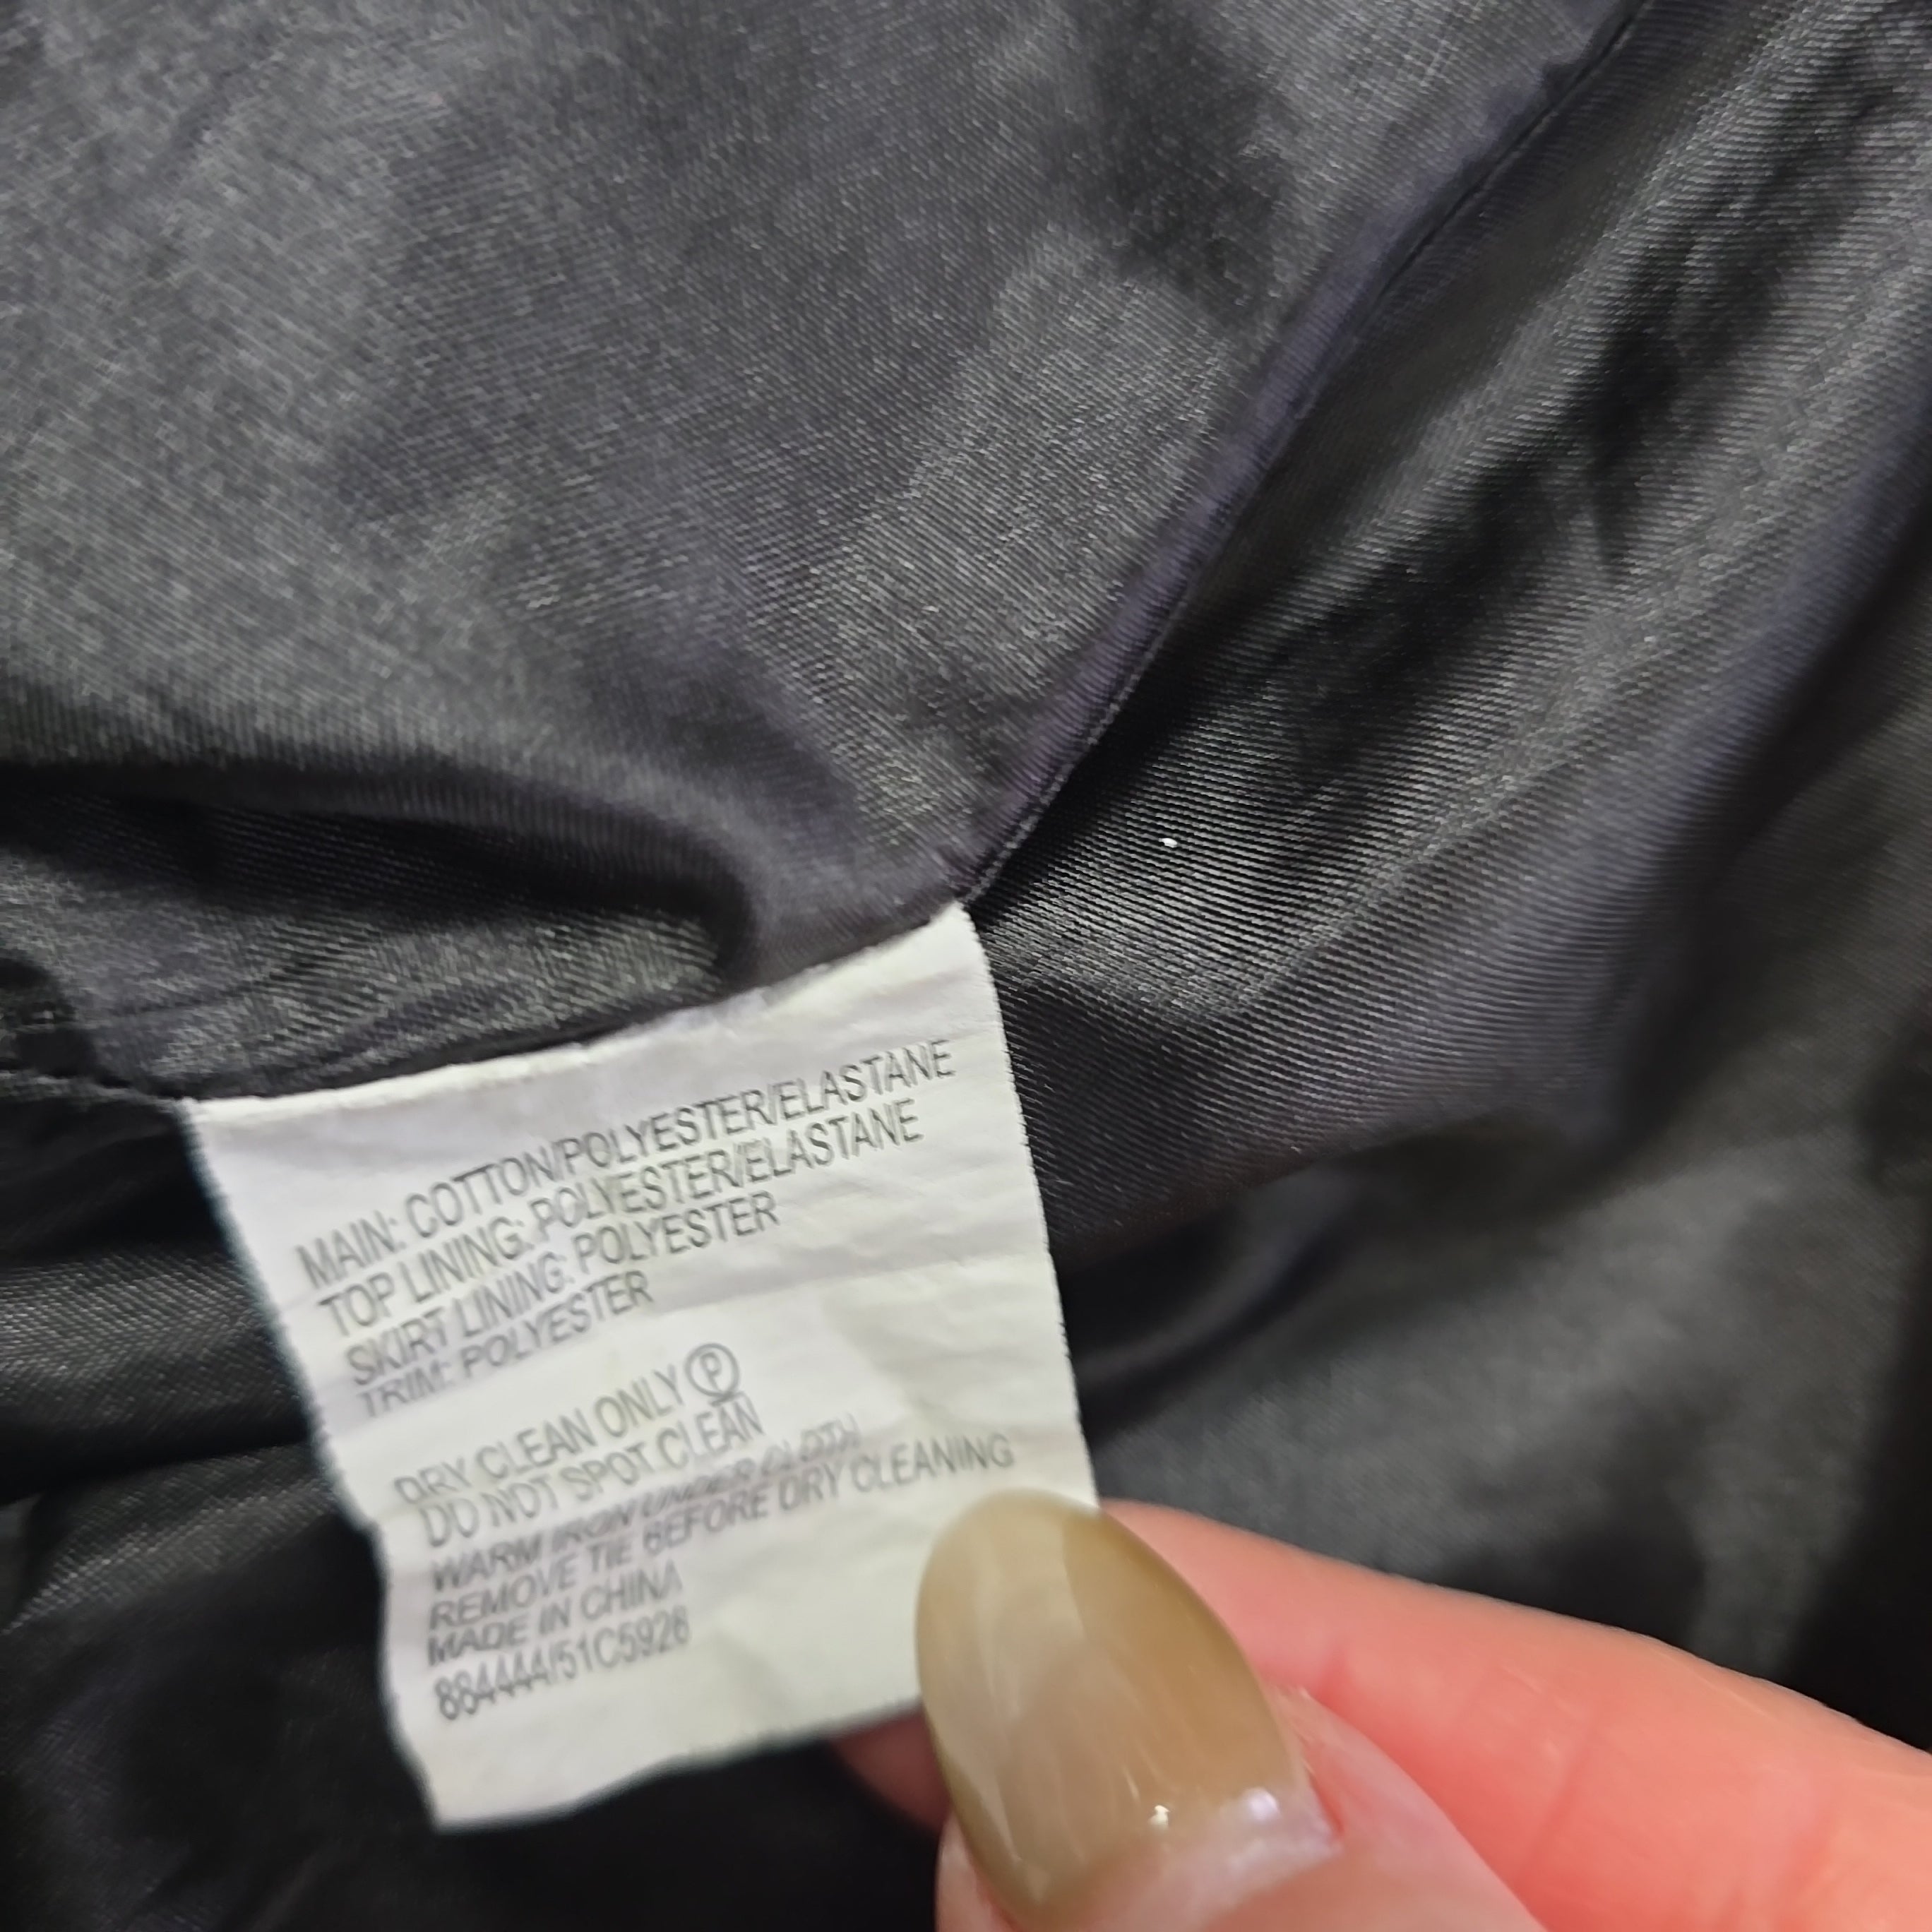 MAIN: COTTON/POLYESTER/ELASTANE
TOP LINING: POLYESTER/ELASTANE
SKIRT LINING: POLYESTER
TRIM: POLYESTER
DRY CLEAN ONLY Ⓟ
DO NOT SPOT CLEAN
WARM IRON UNDER CLOTH
REMOVE TIE BEFORE DRY CLEANING
MADE IN CHINA
884444/51C5926